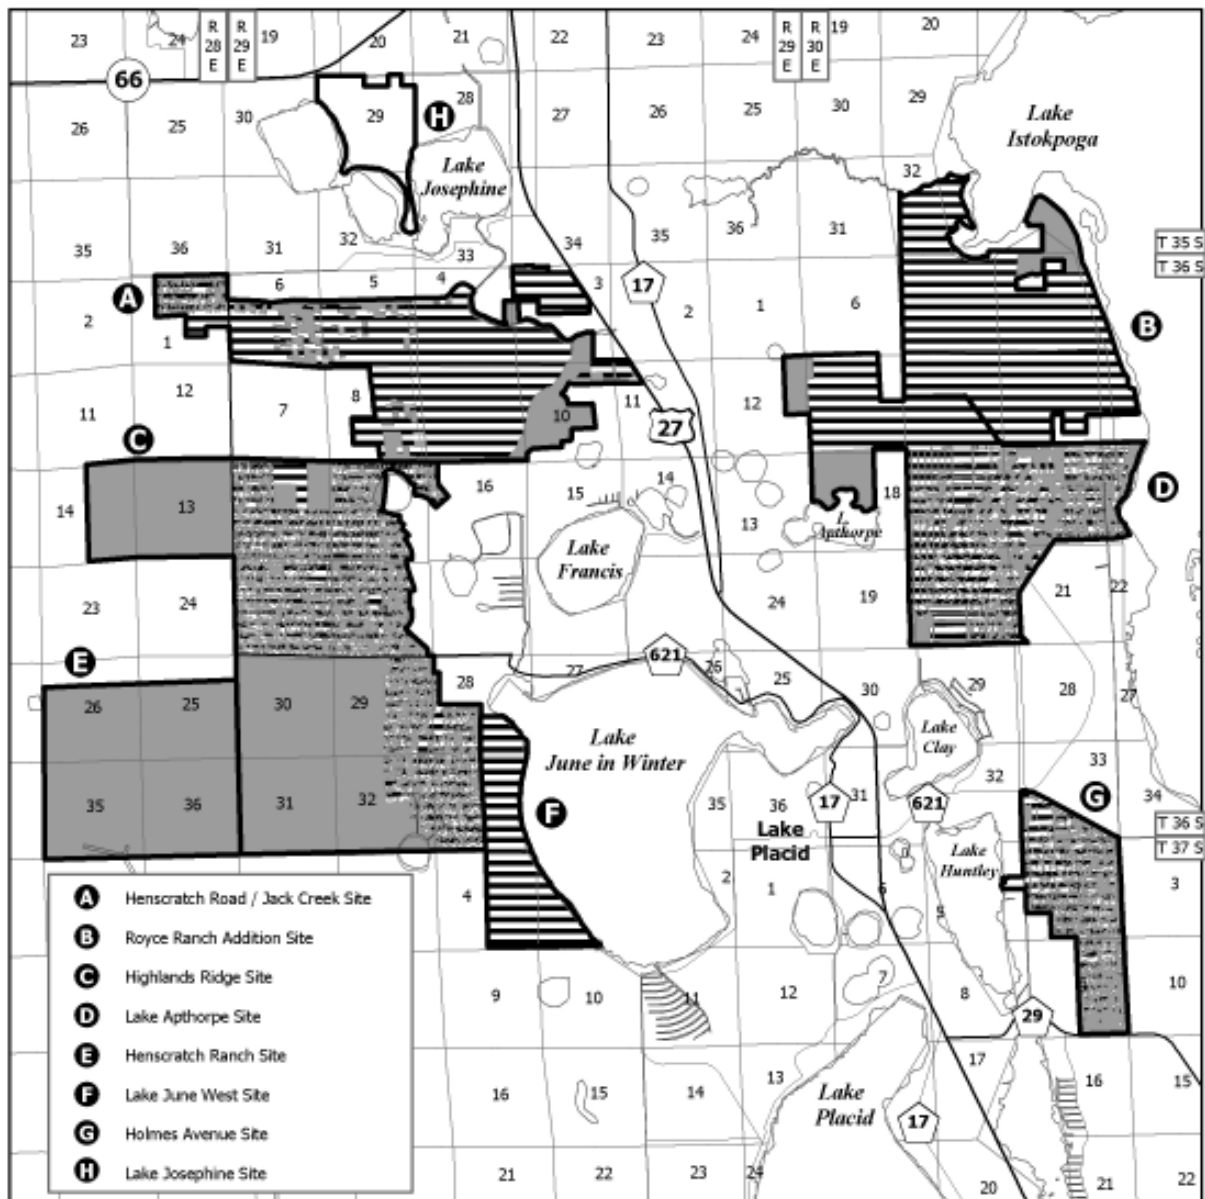 23 24 R 28 E R 29 E 19 20 21 22 23 24 R 29 E R 30 E 19 20
66
26 25 30 29 H 28 27 26 25 30 29
Lake
Istokpoga
Lake
Josephine
32
35 36 31 32 33 34 35 36 31
T 35 S
T 36 S
A 6 5 4 3 17 2 1 6
B
2 1
12 7 8 10 11 12
11
27
C
14 13 16 15 14 13 18
D
L.
Apthorpe
Lake
Francis
23 24 24 19 21 22
E 621
28 27 26 25 30 29 28 27
26 25 30 29
Lake
June in Winter
Lake
Clay
33
32
35 36 31 32 F 35 36 17 31 621 G 34
Lake
Placid
T 36 S
T 37 S
Lake
Huntley
4 2 1 6 5 3
A Henscratch Road / Jack Creek Site
B Royce Ranch Addition Site
C Highlands Ridge Site
D Lake Apthorpe Site
E Henscratch Ranch Site
F Lake June West Site
G Holmes Avenue Site
H Lake Josephine Site
9 10 11 12 7 8 10
29
16 15 14 13 17 16 15
Lake
Placid
17
21 22 23 24 20 21 22